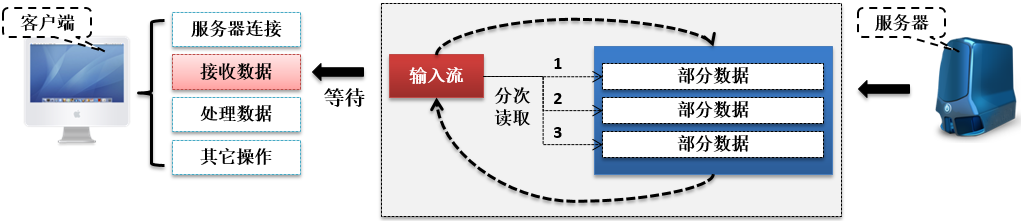 客户端
服务器连接
接收数据
处理数据
其它操作
等待
输入流
分次
读取
1
部分数据
2
部分数据
3
部分数据
服务器